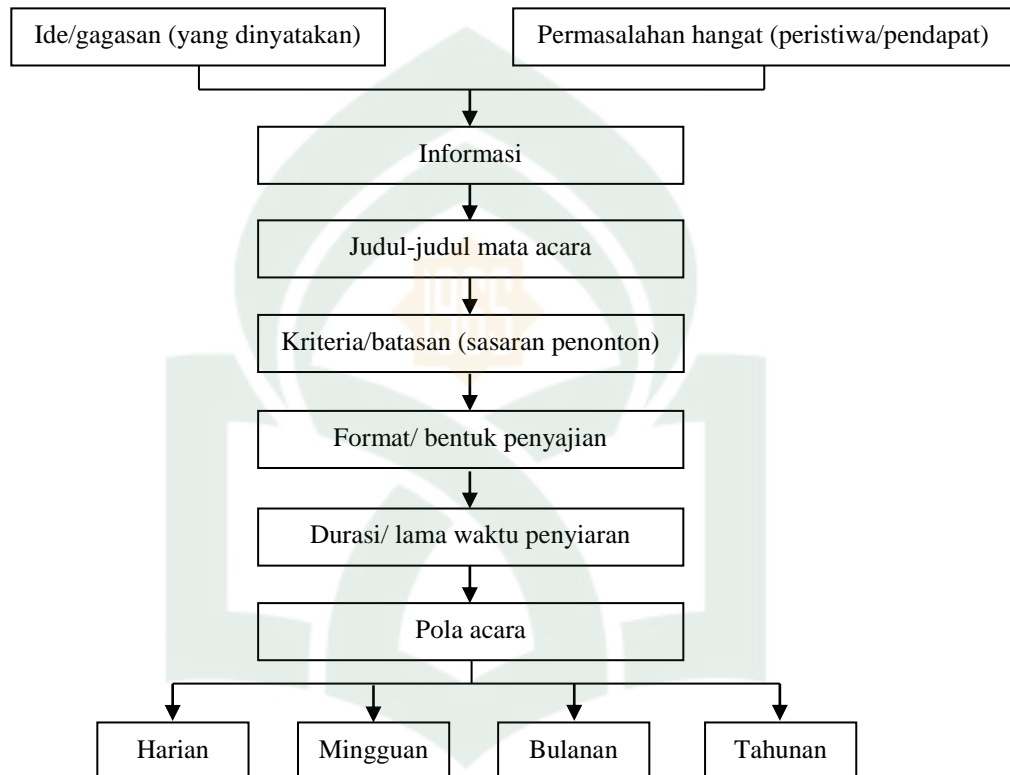 Ide/gagasan (yang dinyatakan)
Permasalahan hangat (peristiwa/pendapat)
Informasi
Judul-judul mata acara
Kriteria/batasan (sasaran penonton)
Format/ bentuk penyajian
Durasi/ lama waktu penyiaran
Pola acara
Harian
Mingguan
Bulanan
Tahunan